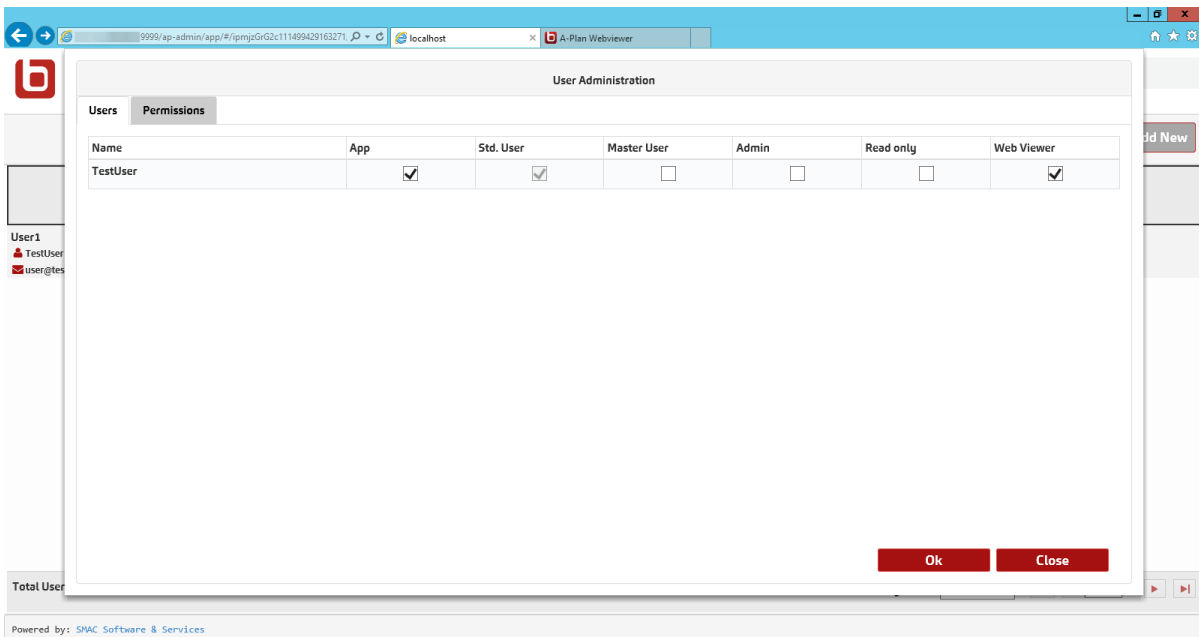 9999/ap-admin/app/#/ipmjzGrG2c111499429163271,
localhost
A-Plan Webviewer
User Administration
Users
Permissions
dd New
Name
App
Std. User
Master User
Admin
Read only
Web Viewer
TestUser
User1
TestUser
user@tes
Ok
Close
Total User
Powered by: SMAC Software & Services